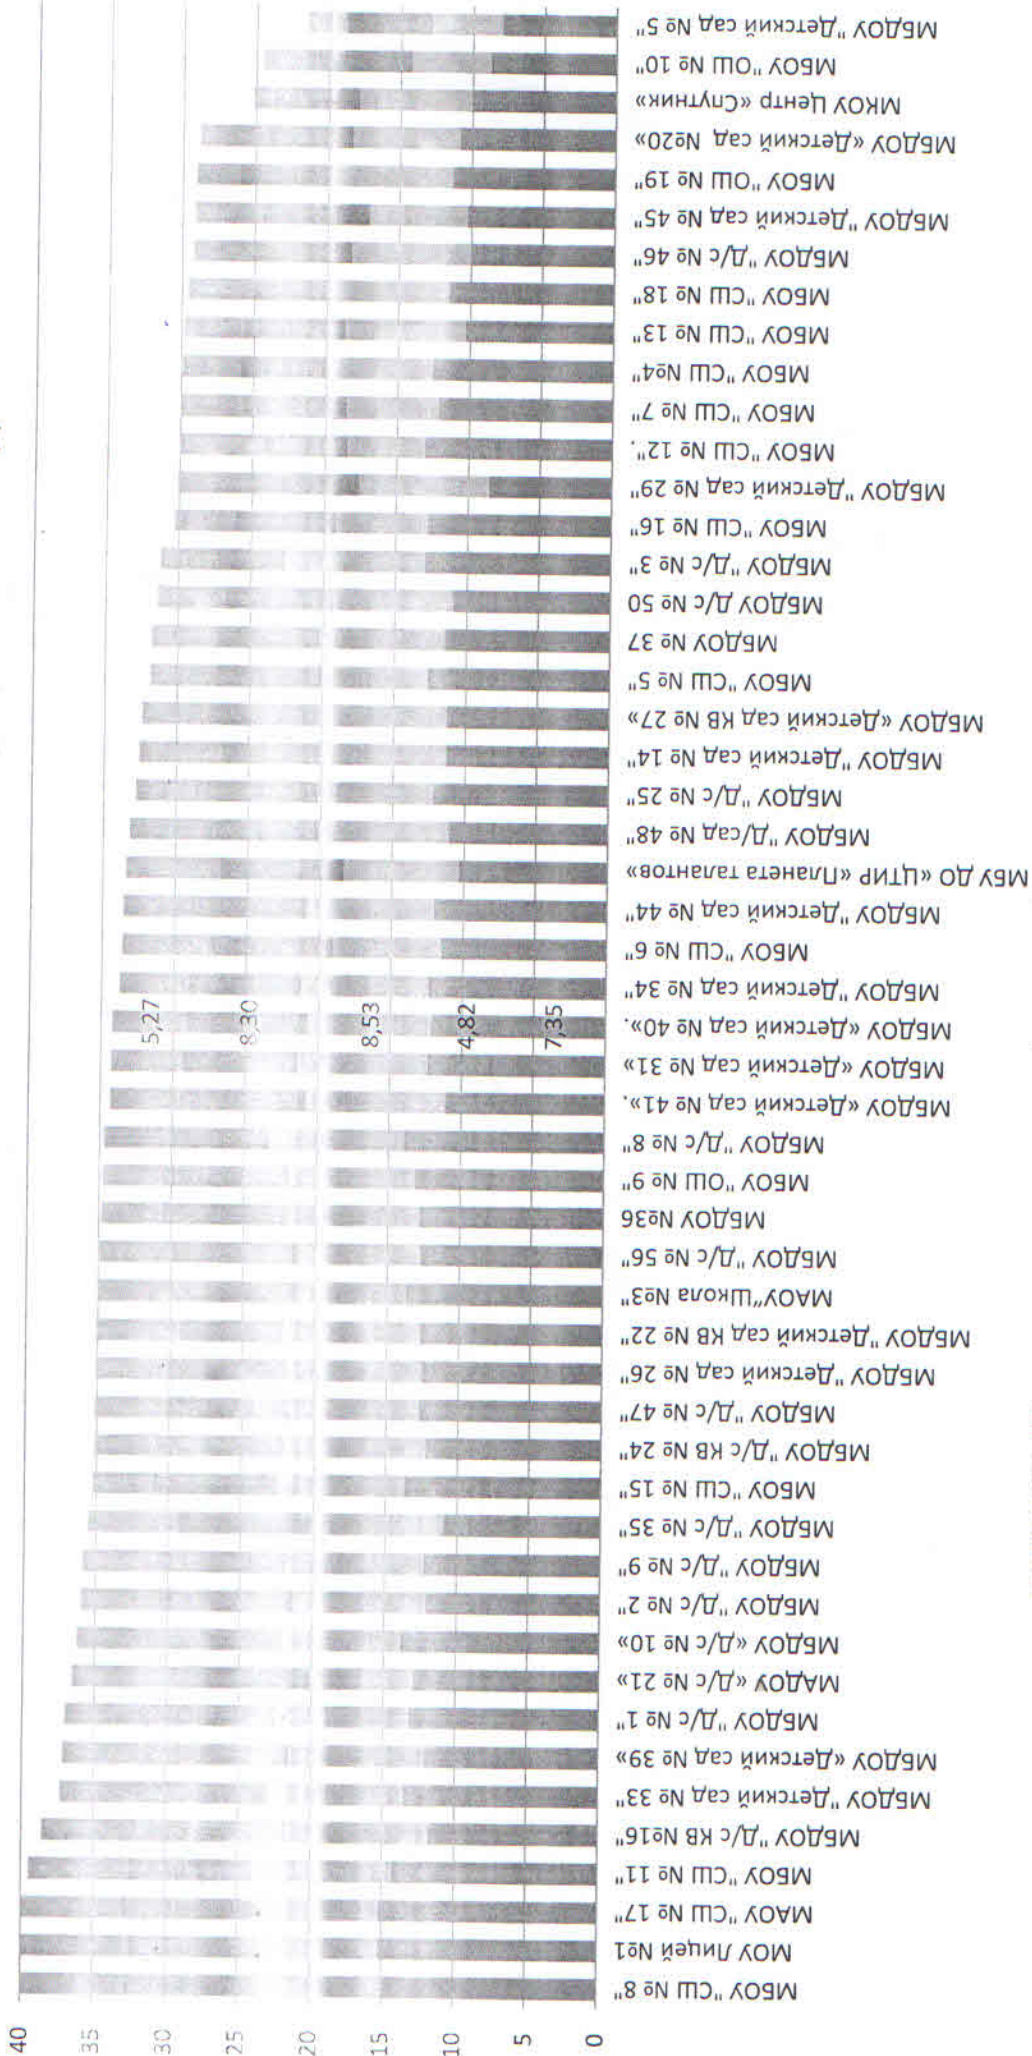 40
35
30
25
20
15
10
5
0
МБОУ "СШ № 8"
МОУ Лицей №1
МАОУ "СШ № 17"
МБОУ "СШ № 11"
МБДОУ "Д/с КВ №16"
МБДОУ "Детский сад № 33"
МБДОУ «Детский сад № 39»
МБДОУ "Д/с № 1"
МАДОУ «Д/с № 21»
МБДОУ «Д/с № 10»
МБДОУ "Д/с № 2"
МБДОУ "Д/с № 9"
МБДОУ "Д/с № 35"
МБОУ "СШ № 15"
МБДОУ "Д/с КВ № 24"
МБДОУ "Д/с № 47"
МБДОУ "Детский сад № 26"
МБДОУ "Детский сад КВ № 22"
МАОУ"Школа №3"
МБДОУ "Д/с № 56"
МБДОУ №36
МБОУ "ОШ № 9"
МБДОУ "Д/с № 8"
МБДОУ «Детский сад № 41».
МБДОУ «Детский сад № 31»
МБДОУ «Детский сад № 40».
5,27
8,30
8,53
4,82
7,35
МБДОУ "Детский сад № 34"
МБОУ "СШ № 6"
МБДОУ "Детский сад № 44"
МБУ ДО «ЦТИР «Планета талантов»
МБДОУ "Д/сад № 48"
МБДОУ "Д/с № 25"
МБДОУ "Детский сад № 14"
МБДОУ «Детский сад КВ № 27»
МБОУ "СШ № 5"
МБДОУ № 37
МБДОУ Д/с № 50
МБДОУ "Д/с № 3"
МБОУ "СШ № 16"
МБДОУ "Детский сад № 29"
МБОУ "СШ № 12".
МБОУ "СШ № 7"
МБОУ "СШ №4"
МБОУ "СШ № 13"
МБОУ "СШ № 18"
МБДОУ "Д/с № 46"
МБДОУ "Детский сад № 45"
МБОУ "ОШ № 19"
МБДОУ «Детский сад №20»
МКОУ Центр «Спутник»
МБОУ "ОШ № 10"
МБДОУ "Детский сад № 5"